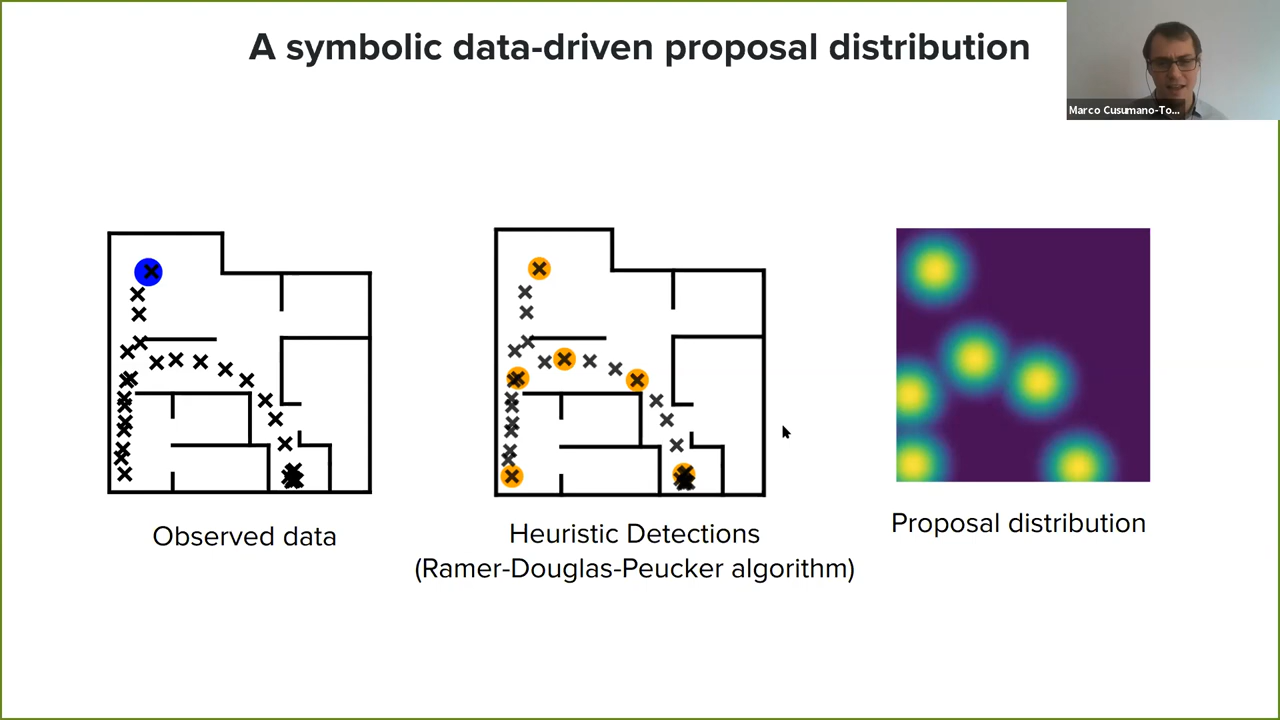 A symbolic data-driven proposal distribution
Marco Cusumano-To...
Observed data
Heuristic Detections
(Ramer-Douglas-Peucker algorithm)
Proposal distribution